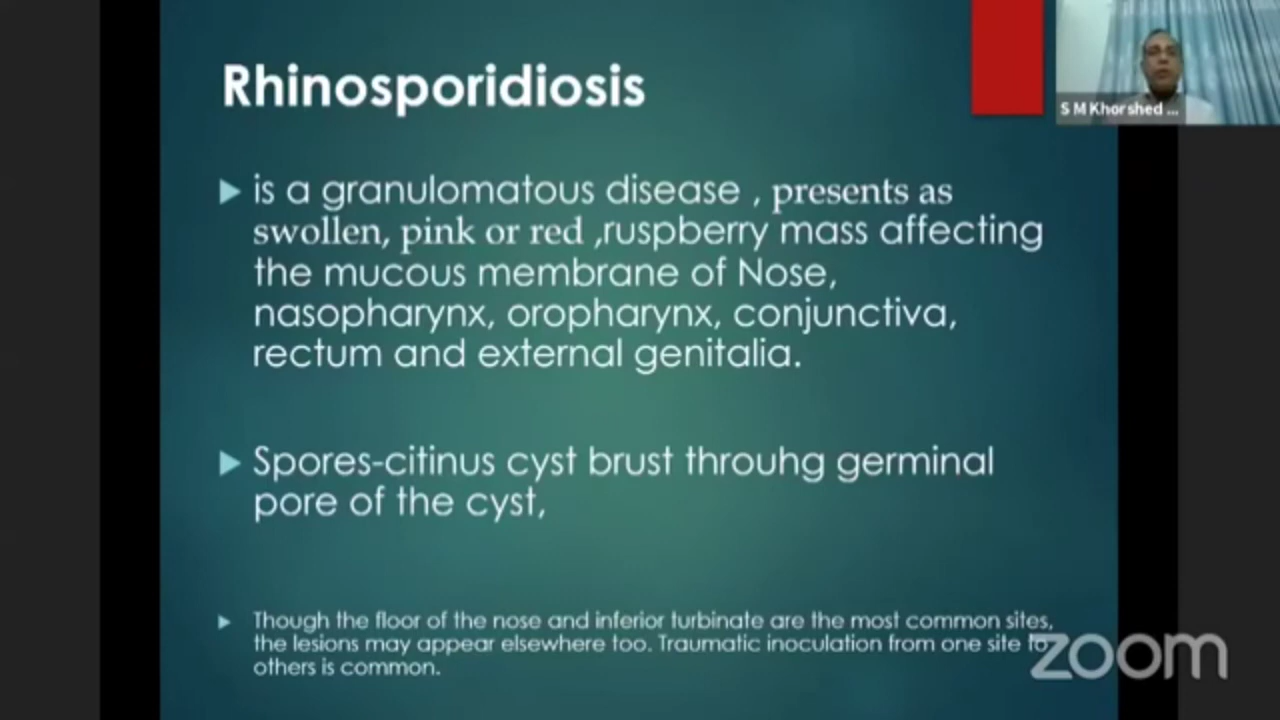 Rhinosporidiosis
S M Khorshed ...
is a granulomatous disease , presents as
swollen, pink or red ,ruspberry mass affecting
the mucous membrane of Nose,
nasopharynx, oropharynx, conjunctiva,
rectum and external genitalia.
Spores-citinus cyst brust throuhg germinal
pore of the cyst,
Though the floor of the nose and inferior turbinate are the most common sites,
the lesions may appear elsewhere too. Traumatic inoculation from one site to
others is common.
zoom